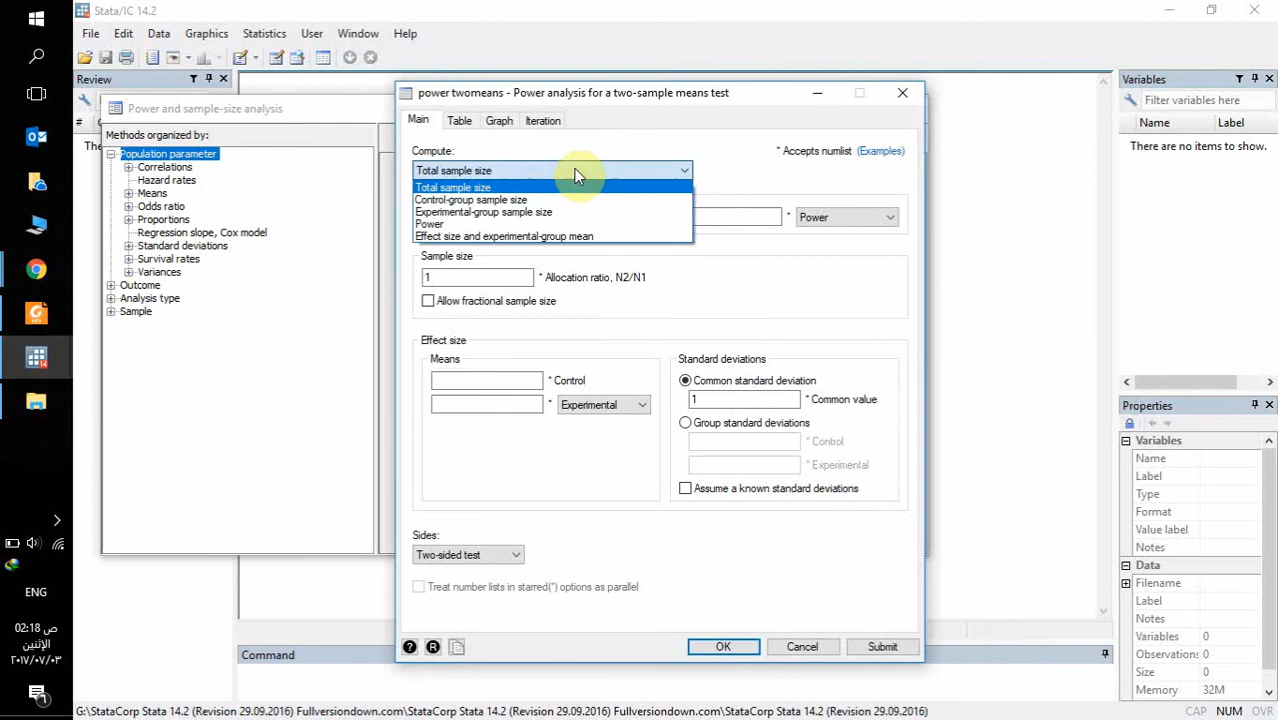 Stata/IC 14.2
File Edit Data Graphics Statistics User Window Help
Review
Variables
Filter variables here
Name Label
There are no items to show.
Power and sample-size analysis
Methods organized by:
Population parameter
Correlations
Hazard rates
Means
Odds ratio
Proportions
Regression slope, Cox model
Standard deviations
Survival rates
Variances
Outcome
Analysis type
Sample
power twomeans - Power analysis for a two-sample means test
Main Table Graph Iteration
Compute:
* Accepts numlist (Examples)
Total sample size
Total sample size
Control-group sample size
Experimental-group sample size
Power
Effect size and experimental-group mean
* Power
Sample size
1 * Allocation ratio, N2/N1
Allow fractional sample size
Effect size
Means
* Control
* Experimental
Standard deviations
Common standard deviation
1 * Common value
Group standard deviations
* Control
* Experimental
Assume a known standard deviations
Sides:
Two-sided test
Treat number lists in starred(*) options as parallel
OK Cancel Submit
Command
Properties
Variables
Name
Label
Type
Format
Value label
Notes
Data
Filename
Label
Notes
Variables 0
Observations 0
Size 0
Memory 32M
ENG
02:18 ص
الإثنين
٢٠١٧/٠٧/٠٣
G:\StataCorp Stata 14.2 (Revision 29.09.2016) Fullversiondown.com\StataCorp Stata 14.2 (Revision 29.09.2016) Fullversiondown.com\StataCorp Stata 14.2 (Revision 29.09.2016)
CAP NUM OVR